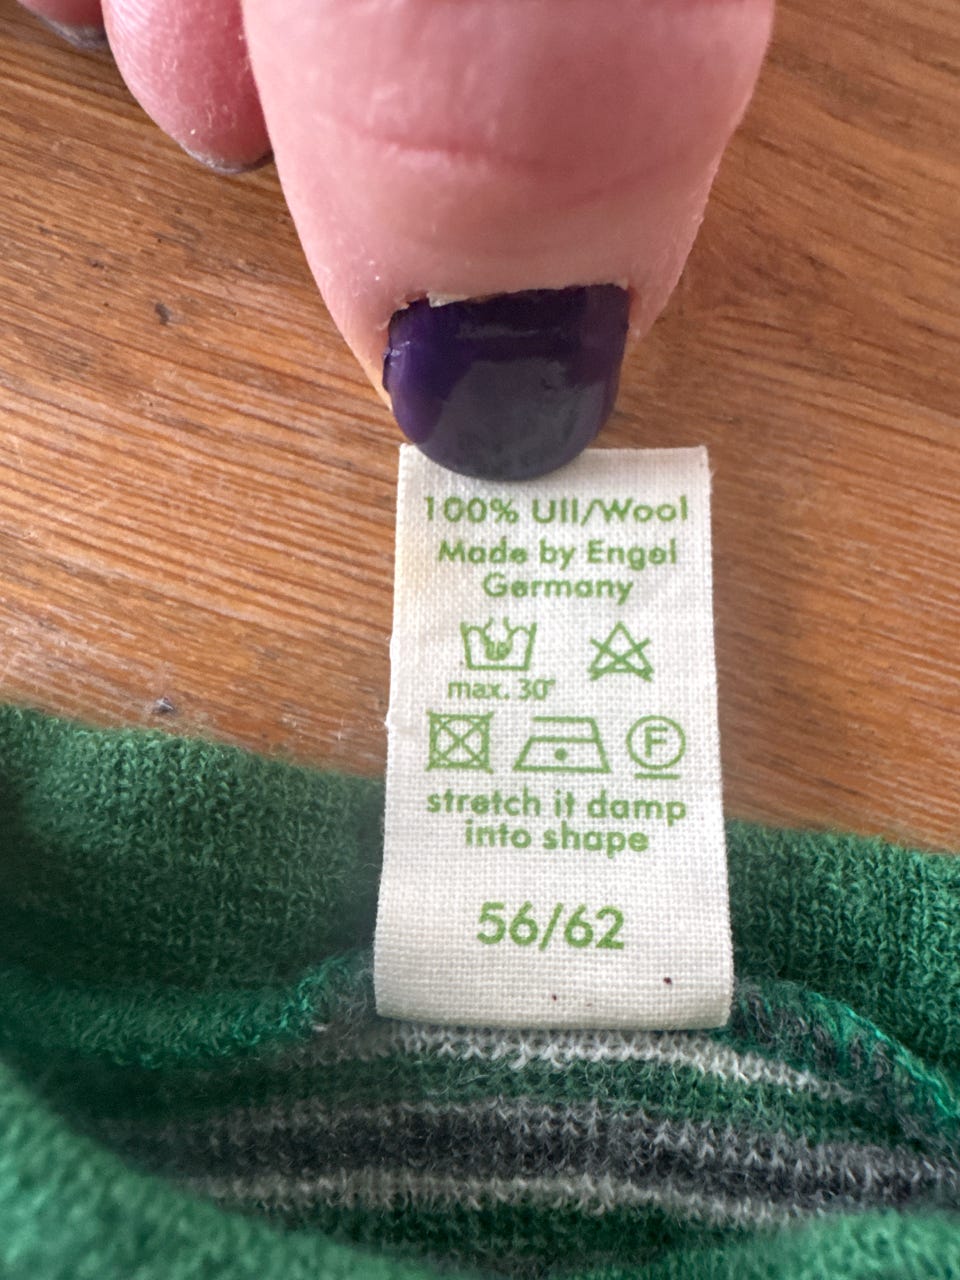 100% Ull/Wool
Made by Engel
Germany
max. 30°
F
stretch it damp
into shape
56/62